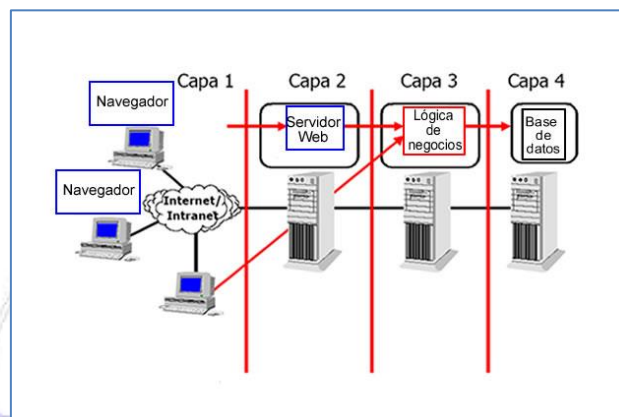 Capa 1
Capa 2
Capa 3
Capa 4
Navegador
Servidor
Web
Lógica
de
negocios
Base
de
datos
Navegador
Internet/
Intranet